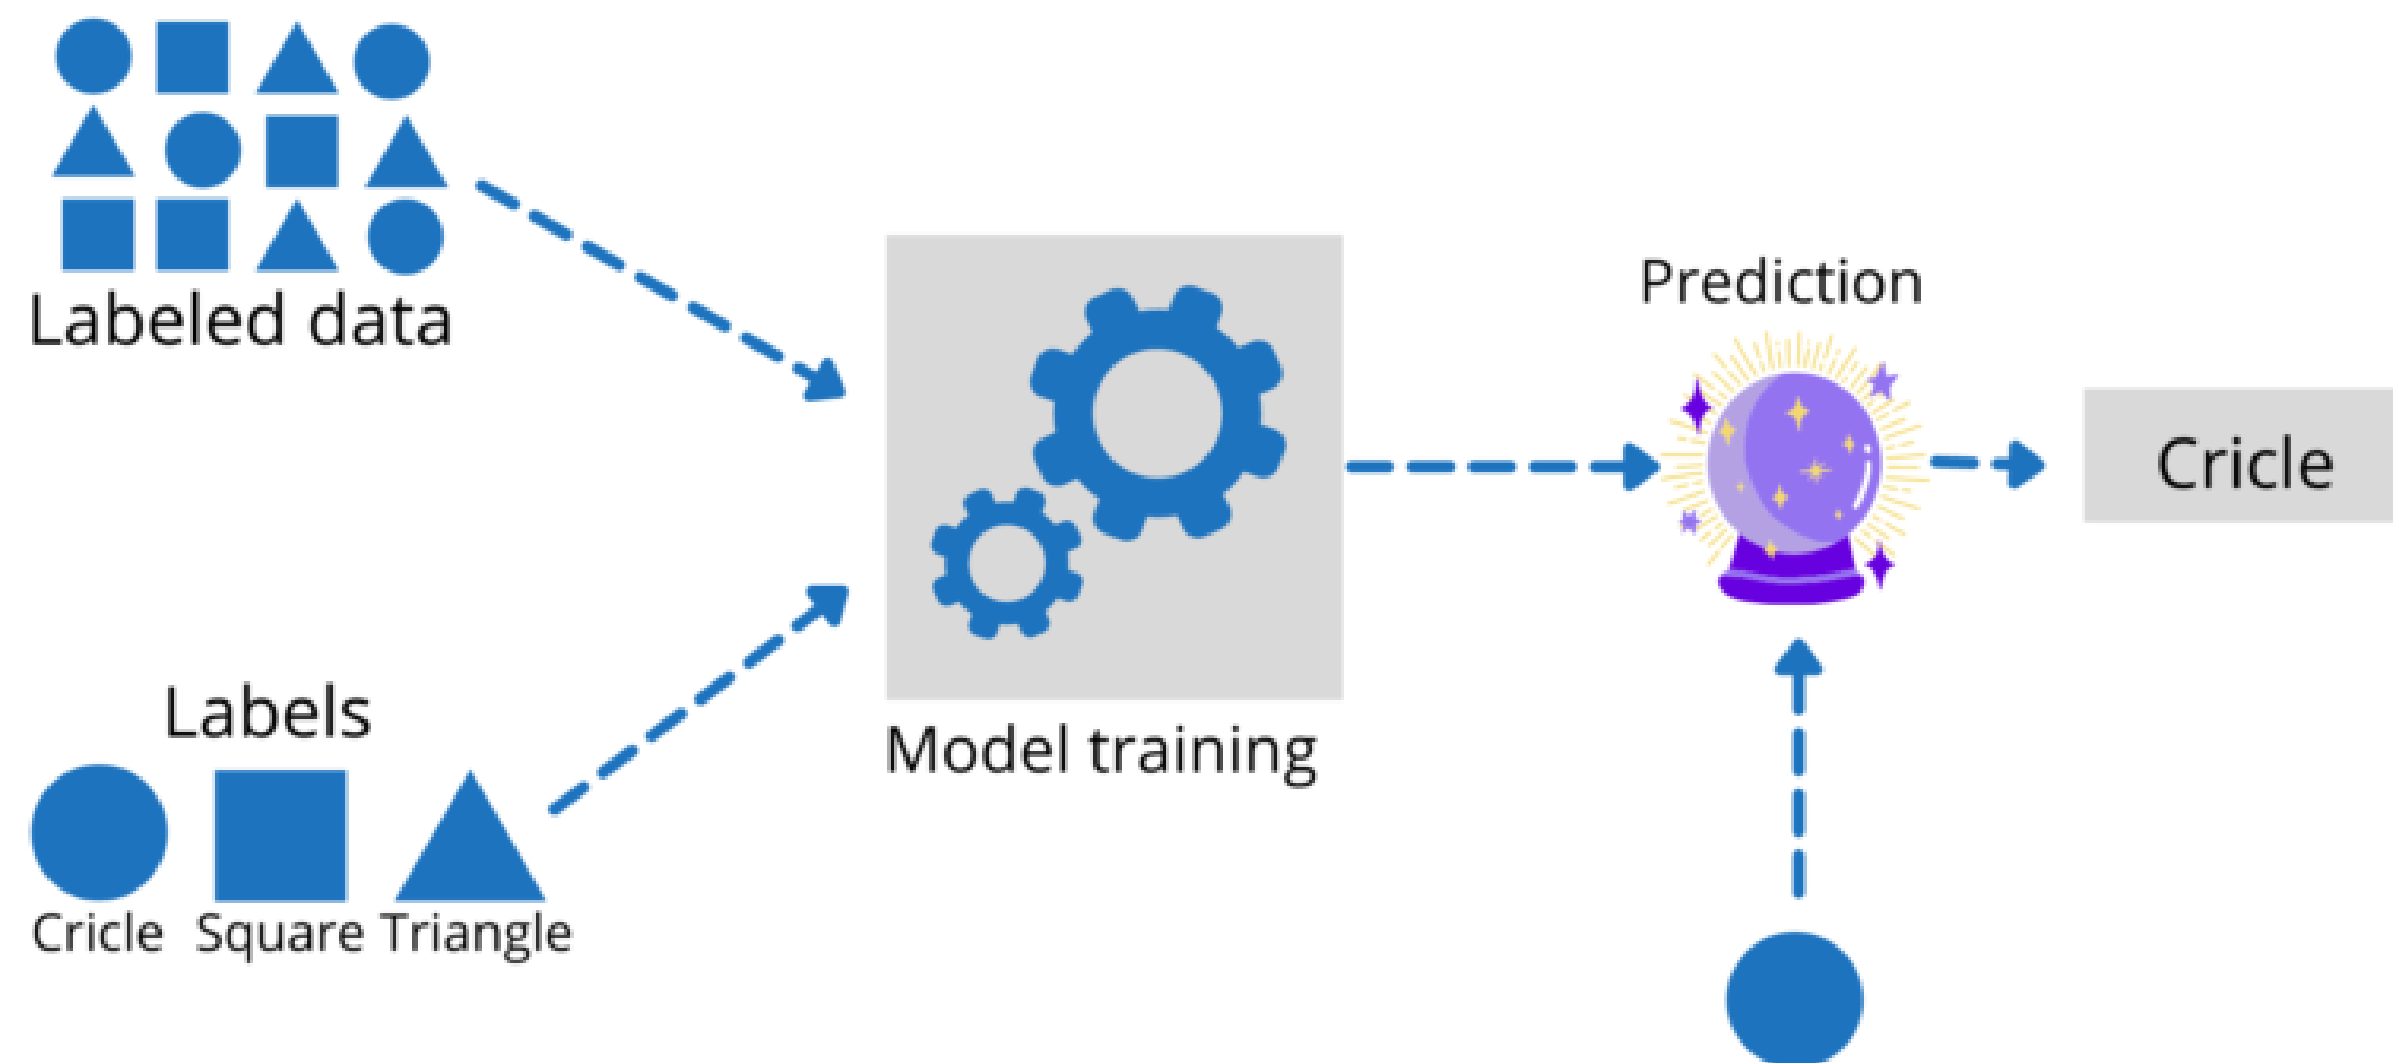 Labeled data
Prediction
Cricle
Labels
Model training
Cricle Square Triangle